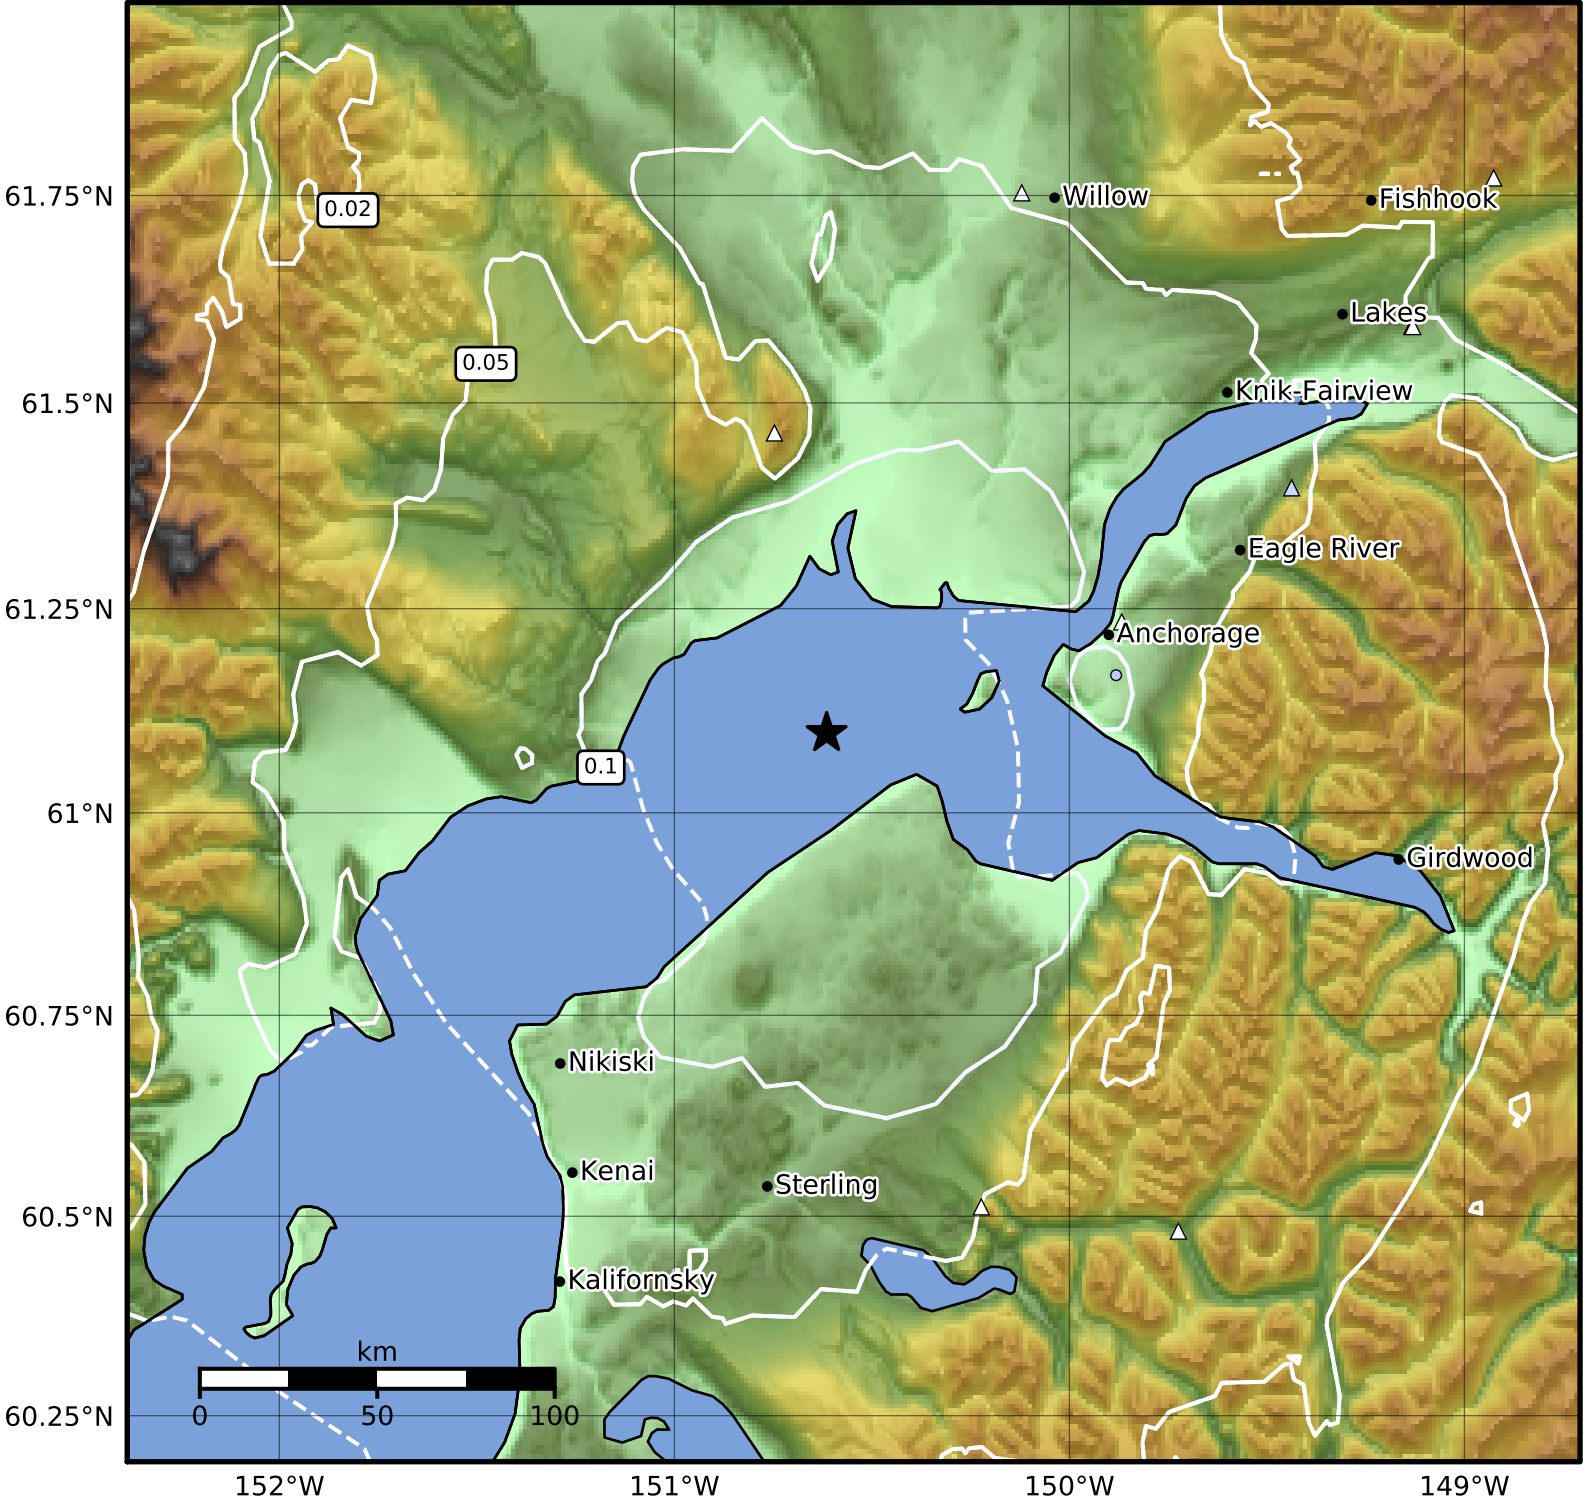 61.75°N
0.02
Willow
Fishhook
Lakes
0.05
61.5°N
Knik-Fairview
Eagle River
61.25°N
Anchorage
0.1
61°N
Girdwood
60.75°N
Nikiski
Kenai
Sterling
60.5°N
Kalifornsky
km
0 50 100
60.25°N
152°W 151°W 150°W 149°W